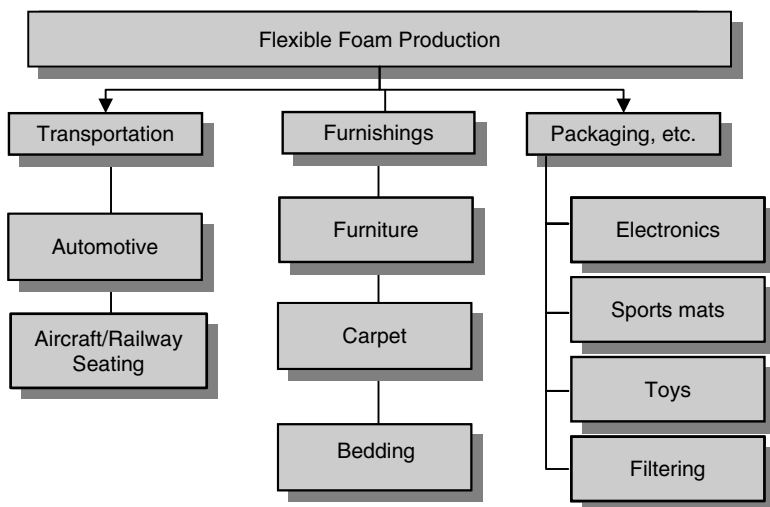 Flexible Foam Production
Transportation
Furnishings
Packaging, etc.
Automotive
Aircraft/Railway
Seating
Furniture
Carpet
Bedding
Electronics
Sports mats
Toys
Filtering